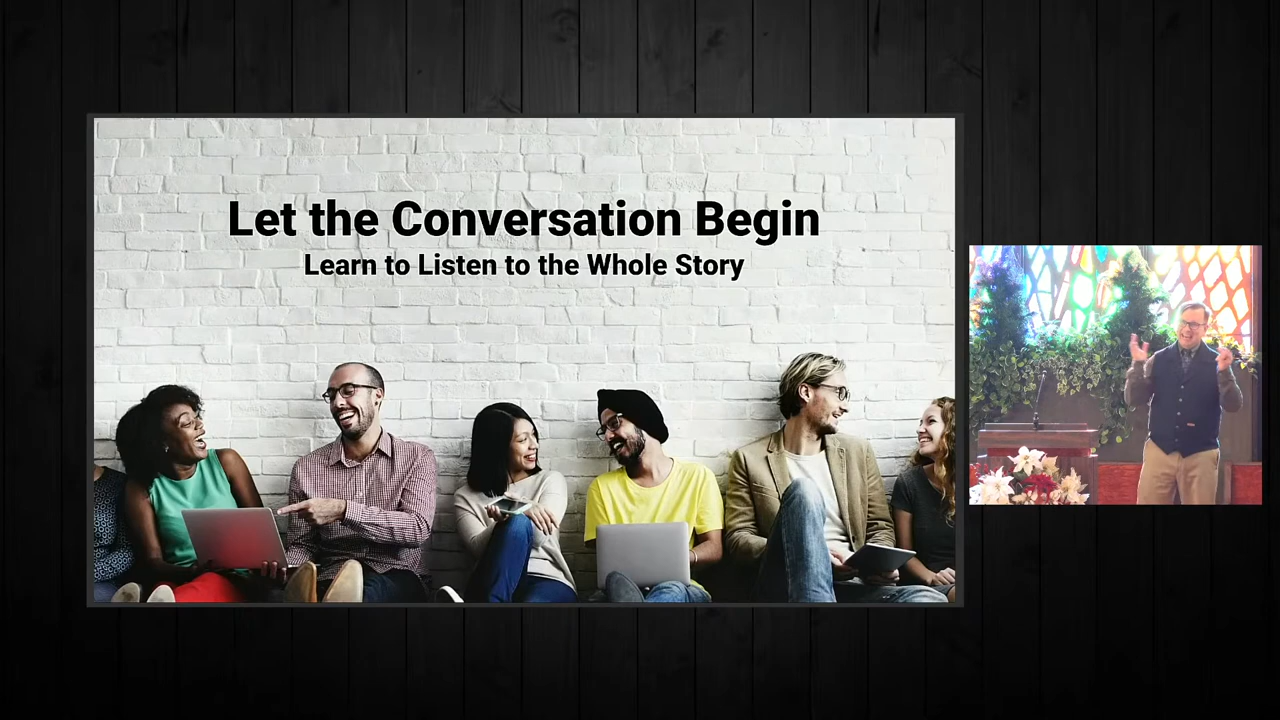 Let the Conversation Begin
Learn to Listen to the Whole Story